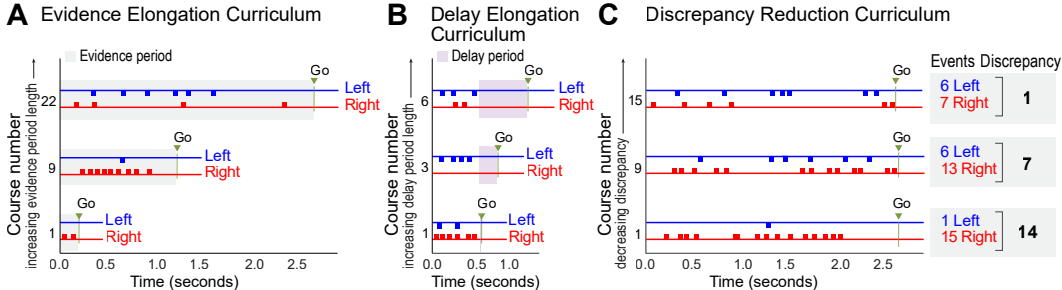 A Evidence Elongation Curriculum
Evidence period
Course number
increasing evidence period length
Go
22
Left
Right
Go
9
Left
Right
Go
1
Left
Right
0.0 0.5 1.0 1.5 2.0 2.5
Time (seconds)
B Delay Elongation
Curriculum
Delay period
Course number
increasing delay period length
Go
6
Left
Right
Go
3
Left
Right
Go
1
Left
Right
0.0 0.5 1.0
Time (seconds)
C Discrepancy Reduction Curriculum
Course number
decreasing discrepancy
Go
15
Go
9
Go
1
0.0 0.5 1.0 1.5 2.0 2.5
Time (seconds)
Events Discrepancy
6 Left
7 Right
1
6 Left
13 Right
7
1 Left
15 Right
14